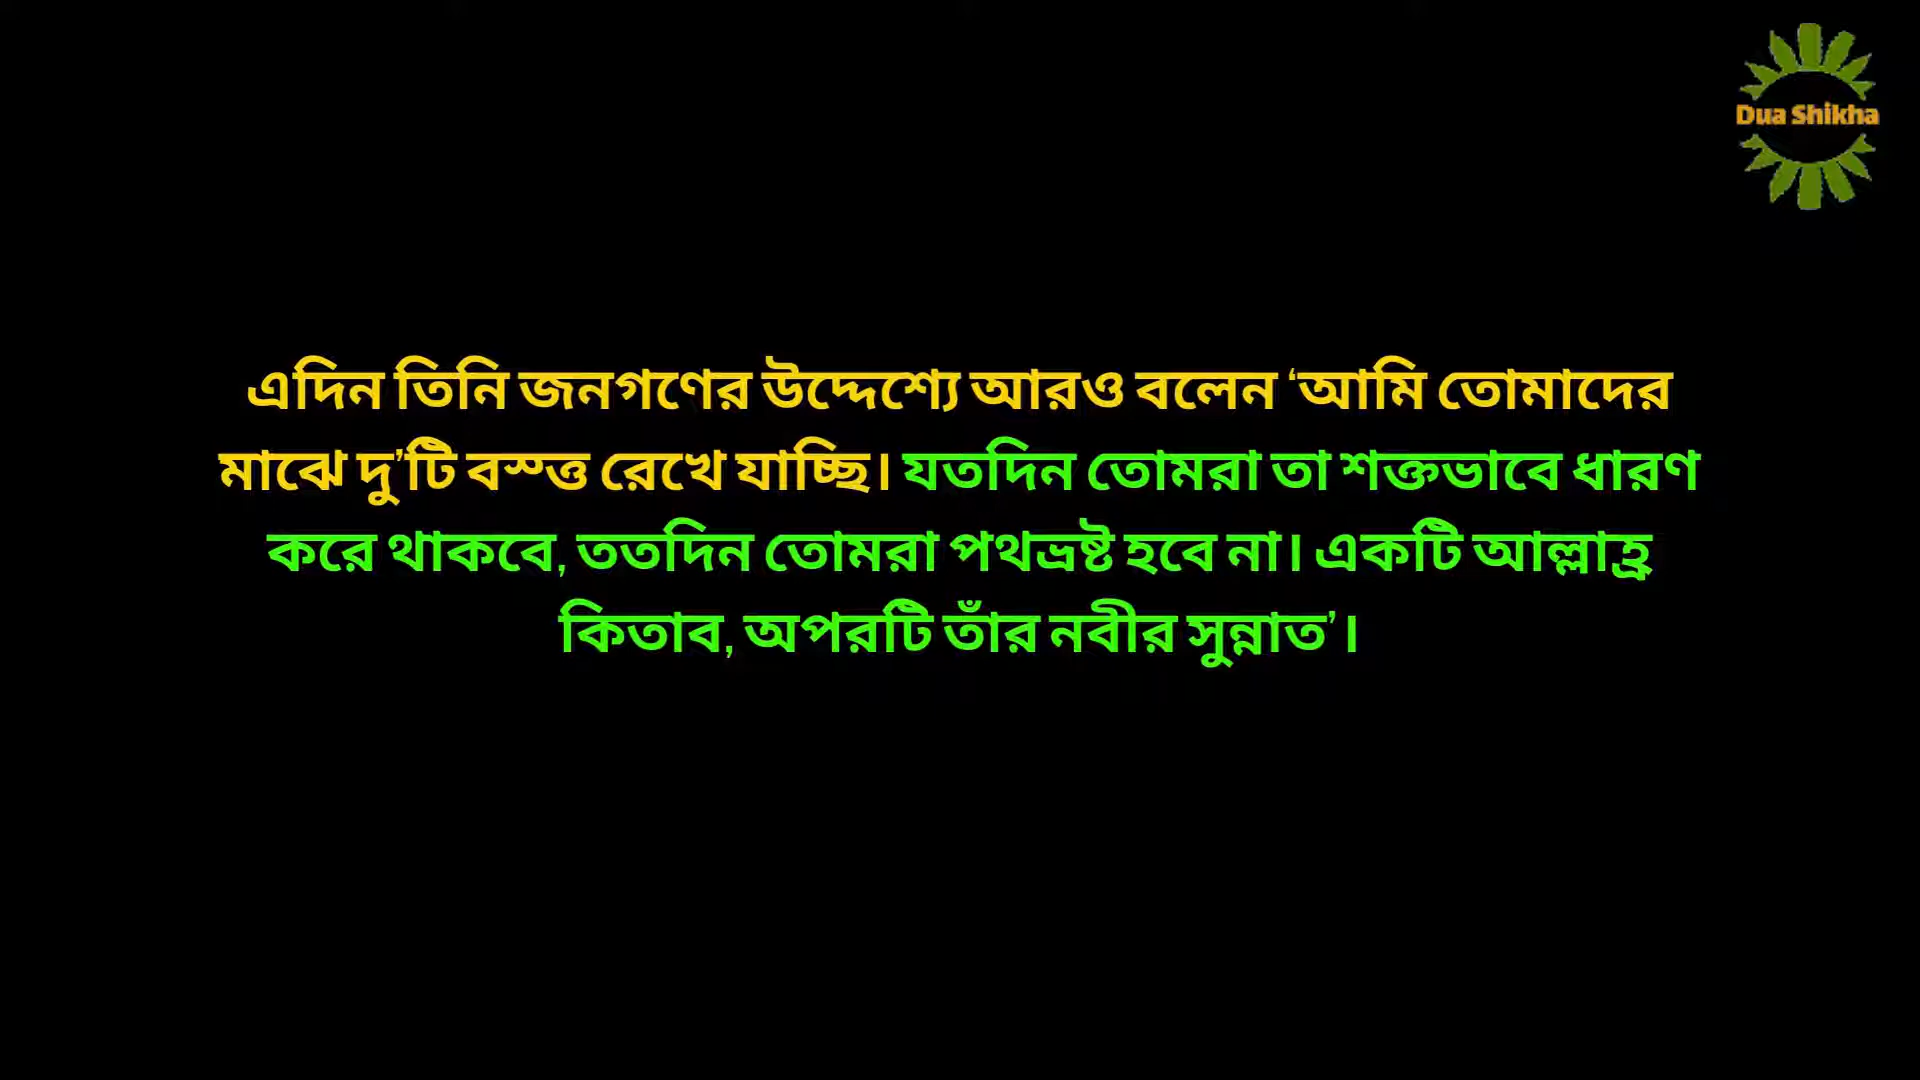 Dua Shikha
এদিন তিনি জনগণের উদ্দেশ্যে আরও বলেন ‘আমি তোমাদের
মাঝে দু’টি বস্ত্ত রেখে যাচ্ছি। যতদিন তোমরা তা শক্তভাবে ধারণ
করে থাকবে, ততদিন তোমরা পথভ্রষ্ট হবে না। একটি আল্লাহ্র
কিতাব, অপরটি তাঁর নবীর সুন্নাত’।